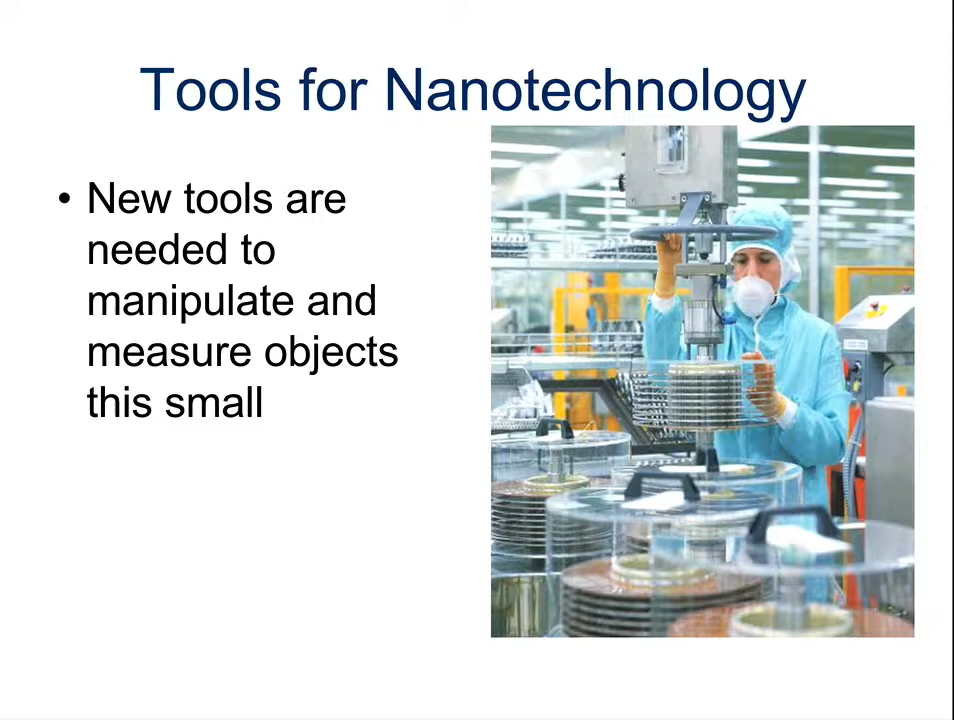 Tools for Nanotechnology
• New tools are
needed to
manipulate and
measure objects
this small